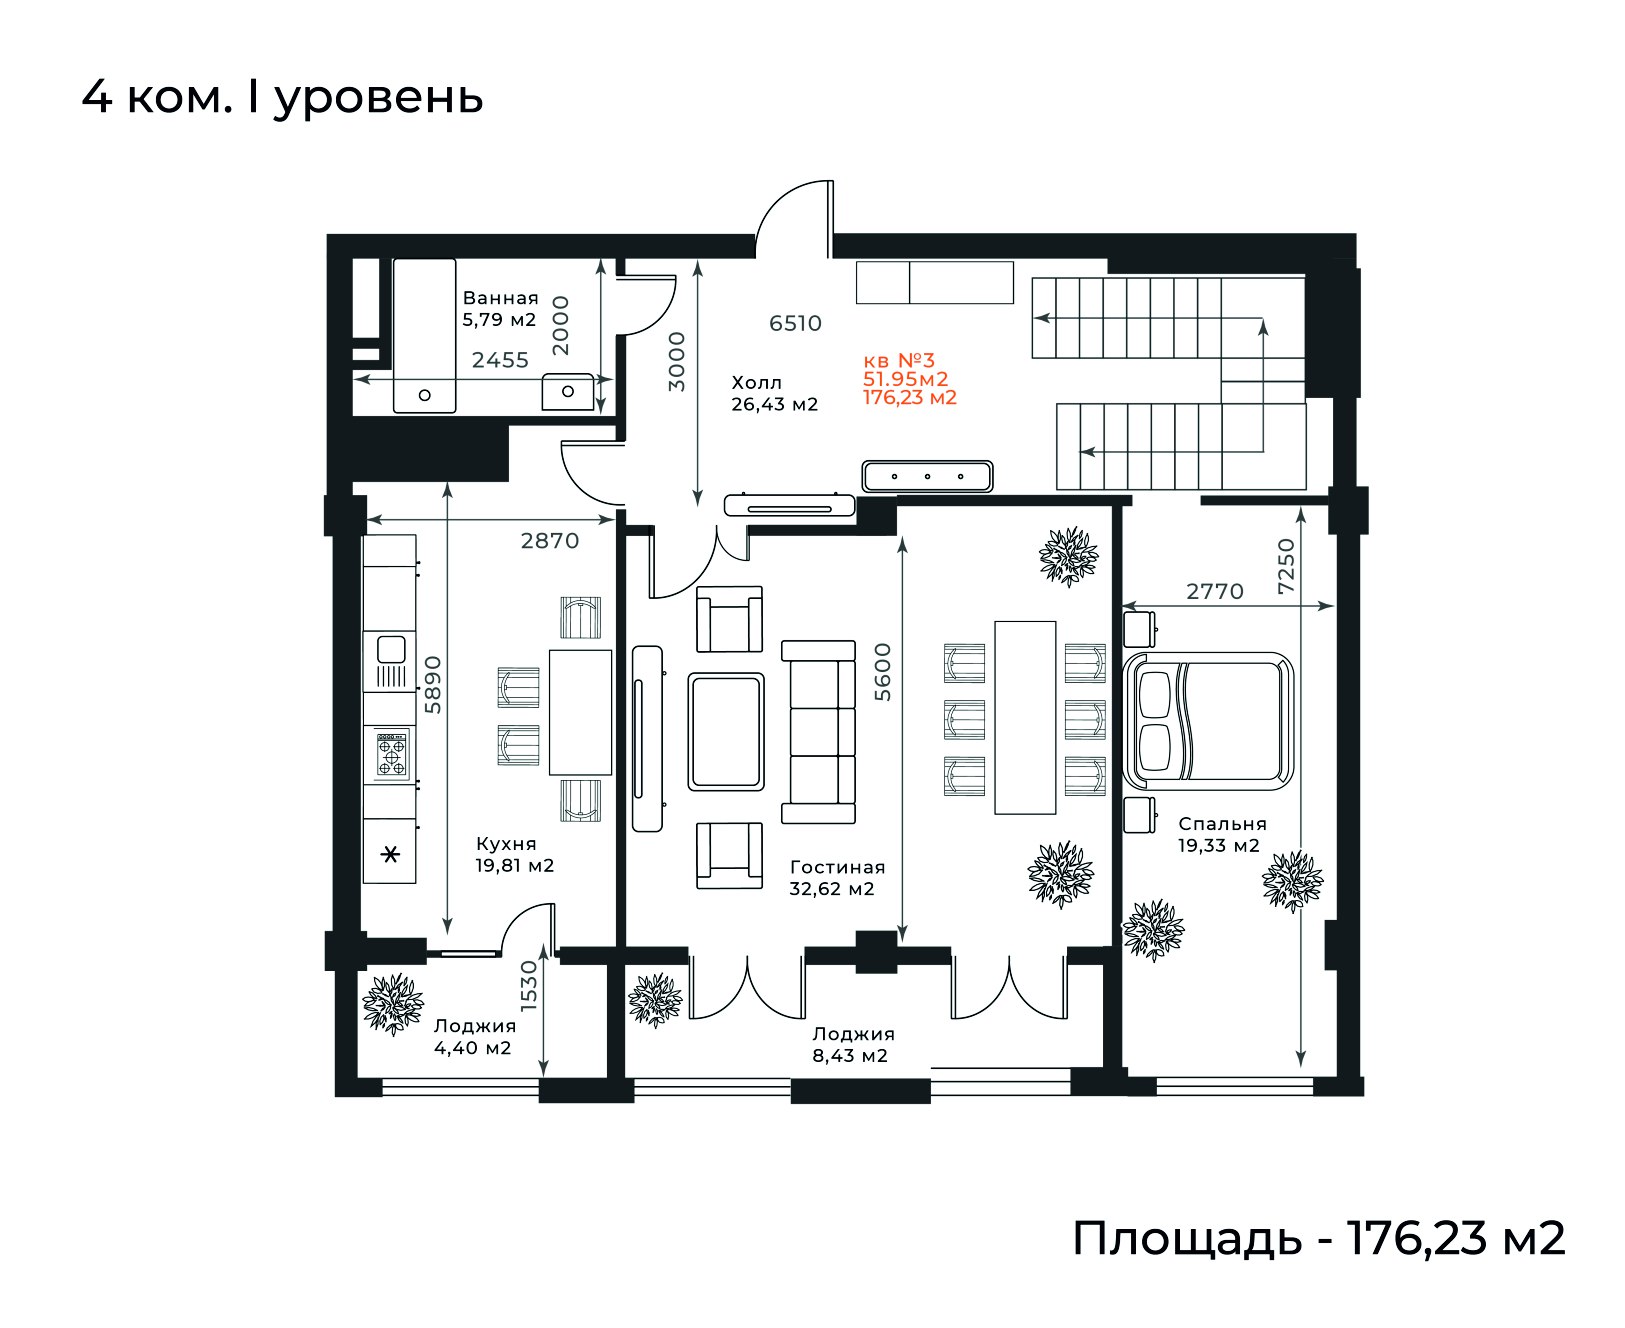 4 ком. I уровень
Ванная
5,79 м2
2000
2455
3000
6510
Холл
26,43 м2
кв №3
51.95м2
176,23 м2
2870
5890
5600
2770
7250
Кухня
19,81 м2
Гостиная
32,62 м2
Спальня
19,33 м2
1530
Лоджия
4,40 м2
Лоджия
8,43 м2
Площадь - 176,23 м2